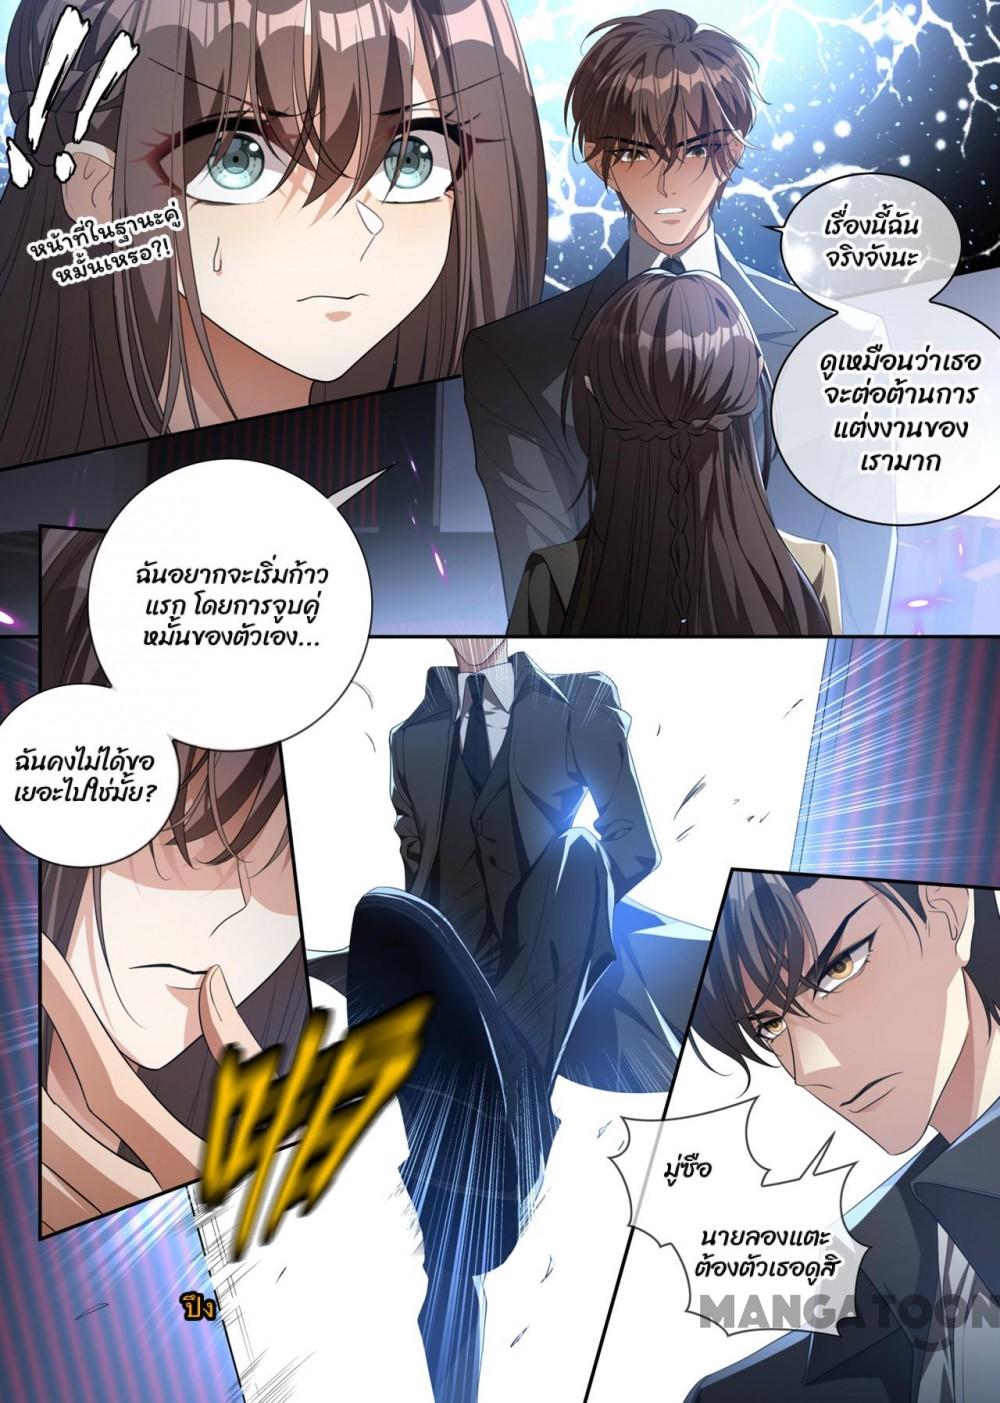 !!
หน้าที่ในฐานะคู่
หมั้นเหรอ?!
เรื่องนี้ฉัน
จริงจังนะ
ดูเหมือนว่าเธอ
จะต่อต้านการ
แต่งงานของ
เรามาก
ฉันอยากจะเริ่มก้าว
แรก โดยการจูบคู่
หมั้นของตัวเอง...
ฉันคงไม่ได้ขอ
เยอะไปใช่มั้ย?
ปึง
มู่ซือ
นายลองแตะ
ต้องตัวเธอดูสิ
MANGATOON